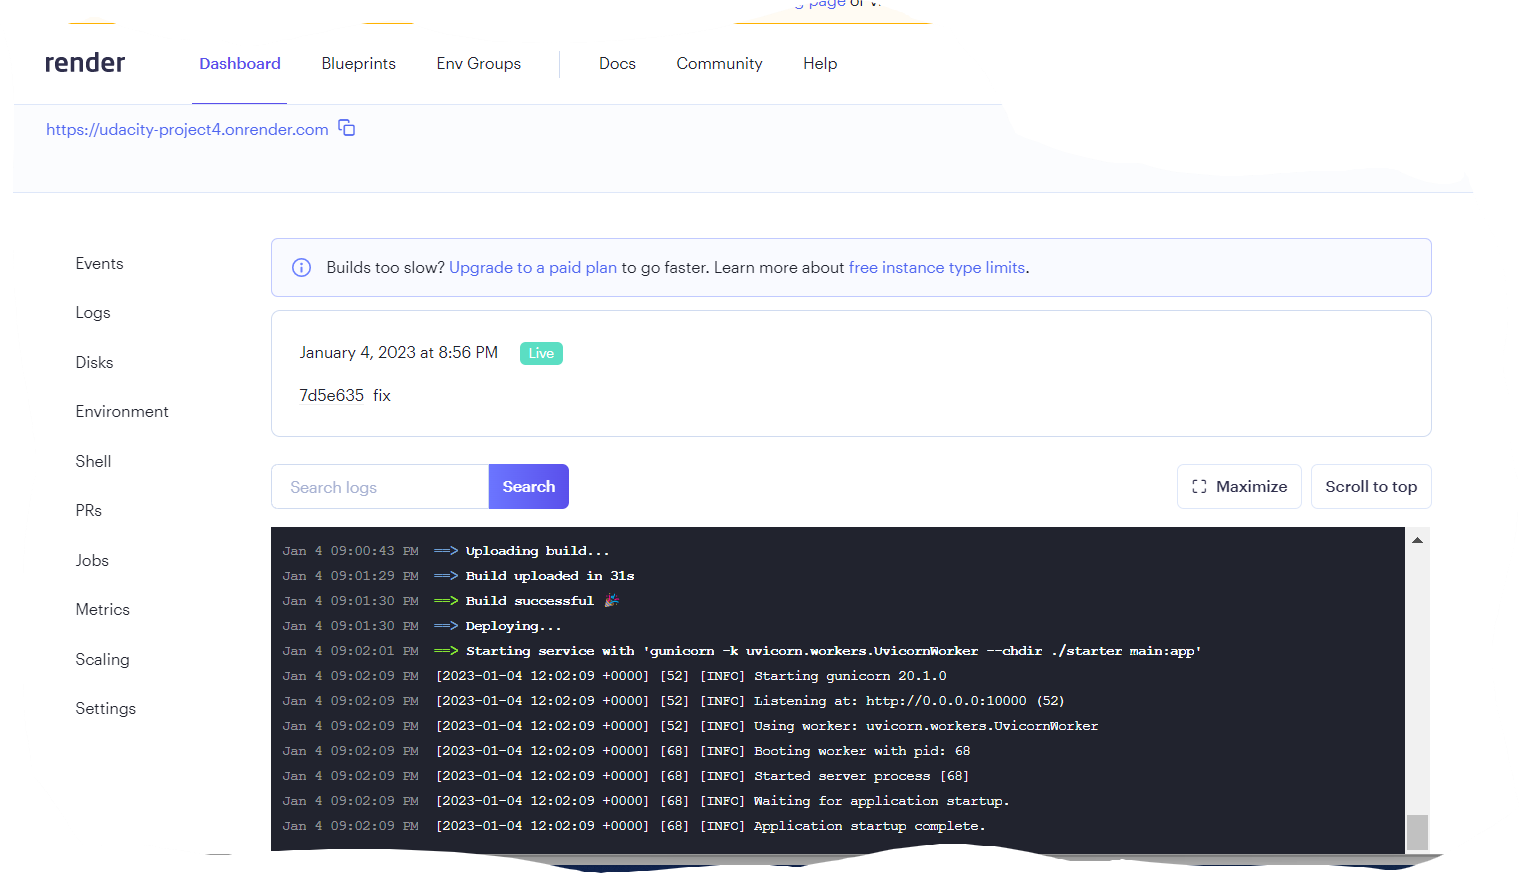 page or
render
Dashboard Blueprints Env Groups Docs Community Help
https://udacity-project4.onrender.com
Events
Logs
Disks
Environment
Shell
PRs
Jobs
Metrics
Scaling
Settings
Builds too slow? Upgrade to a paid plan to go faster. Learn more about free instance type limits.
January 4, 2023 at 8:56 PM Live
7d5e635 fix
Search logs Search Maximize Scroll to top
Jan 4 09:00:43 PM ==> Uploading build...
Jan 4 09:01:29 PM ==> Build uploaded in 31s
Jan 4 09:01:30 PM ==> Build successful 🎉
Jan 4 09:01:30 PM ==> Deploying...
Jan 4 09:02:01 PM ==> Starting service with 'gunicorn -k uvicorn.workers.UvicornWorker --chdir ./starter main:app'
Jan 4 09:02:09 PM [2023-01-04 12:02:09 +0000] [52] [INFO] Starting gunicorn 20.1.0
Jan 4 09:02:09 PM [2023-01-04 12:02:09 +0000] [52] [INFO] Listening at: http://0.0.0.0:10000 (52)
Jan 4 09:02:09 PM [2023-01-04 12:02:09 +0000] [52] [INFO] Using worker: uvicorn.workers.UvicornWorker
Jan 4 09:02:09 PM [2023-01-04 12:02:09 +0000] [68] [INFO] Booting worker with pid: 68
Jan 4 09:02:09 PM [2023-01-04 12:02:09 +0000] [68] [INFO] Started server process [68]
Jan 4 09:02:09 PM [2023-01-04 12:02:09 +0000] [68] [INFO] Waiting for application startup.
Jan 4 09:02:09 PM [2023-01-04 12:02:09 +0000] [68] [INFO] Application startup complete.